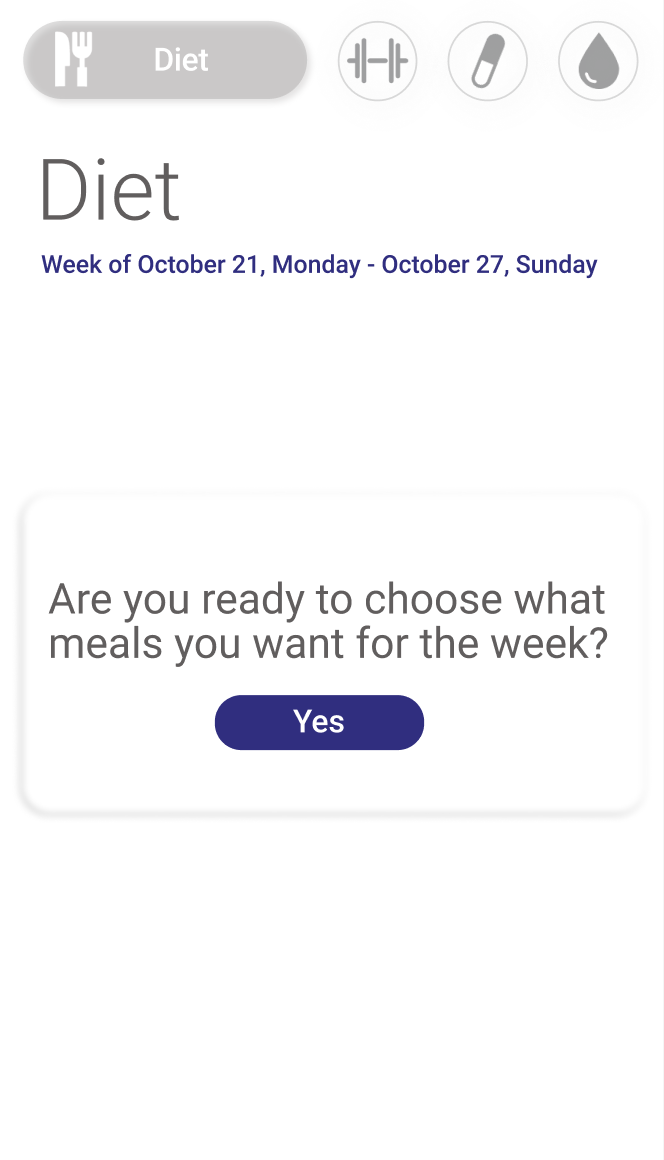 Diet
Diet
Week of October 21, Monday - October 27, Sunday
Are you ready to choose what
meals you want for the week?
Yes